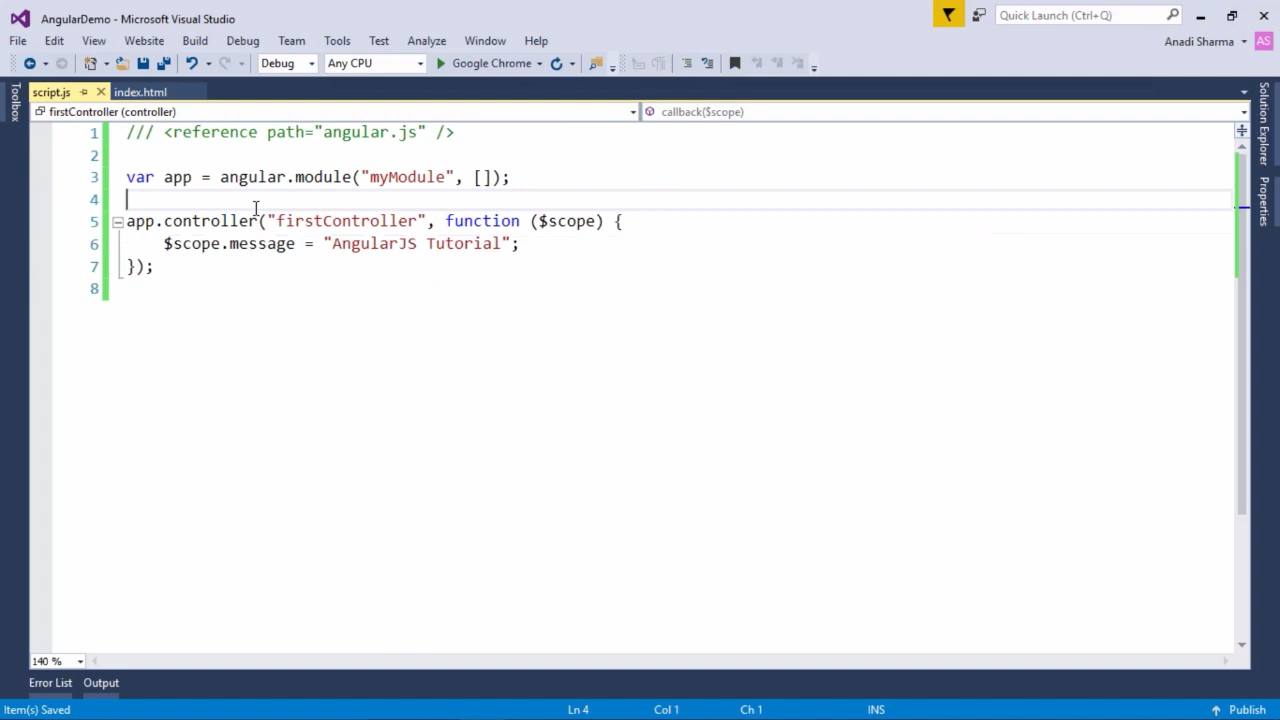 AngularDemo - Microsoft Visual Studio
Quick Launch (Ctrl+Q)
File Edit View Website Build Debug Team Tools Test Analyze Window Help
Anadi Sharma AS
Debug Any CPU Google Chrome
script.js index.html
firstController (controller) callback($scope)
1 /// <reference path="angular.js" />
2
3 var app = angular.module("myModule", []);
4
5 app.controller("firstController", function ($scope) {
6 $scope.message = "AngularJS Tutorial";
7 });
8
Toolbox
Solution Explorer
Properties
140 %
Error List Output
Item(s) Saved Ln 4 Col 1 Ch 1 INS Publish